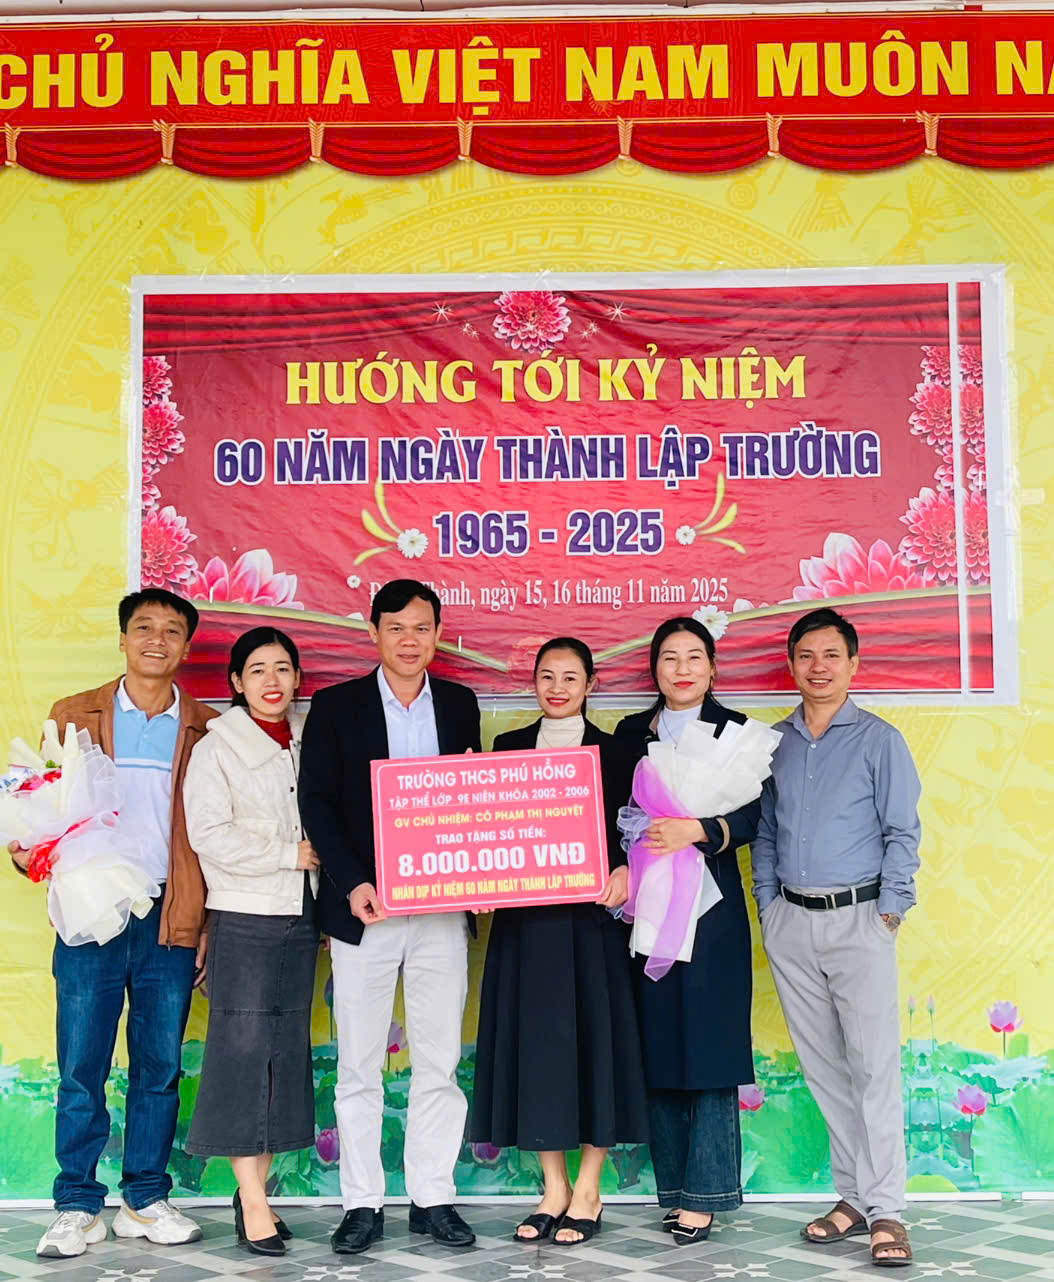 CHỦ NGHĨA VIỆT NAM MUÔN
HƯỚNG TỚI KỶ NIỆM
60 NĂM NGÀY THÀNH LẬP TRƯỜNG
1965 - 2025
Thành, ngày 15, 16 tháng 11 năm 2025
TRƯỜNG THCS PHÚ HỒNG
TẬP THỂ LỚP 9E NIÊN KHÓA 2002 - 2006
GV CHỦ NHIỆM: CÔ PHẠM THỊ NGUYỆT
TRAO TẶNG SỐ TIỀN:
8.000.000 VNĐ
NHÂN DỊP KỶ NIỆM 60 NĂM NGÀY THÀNH LẬP TRƯỜNG